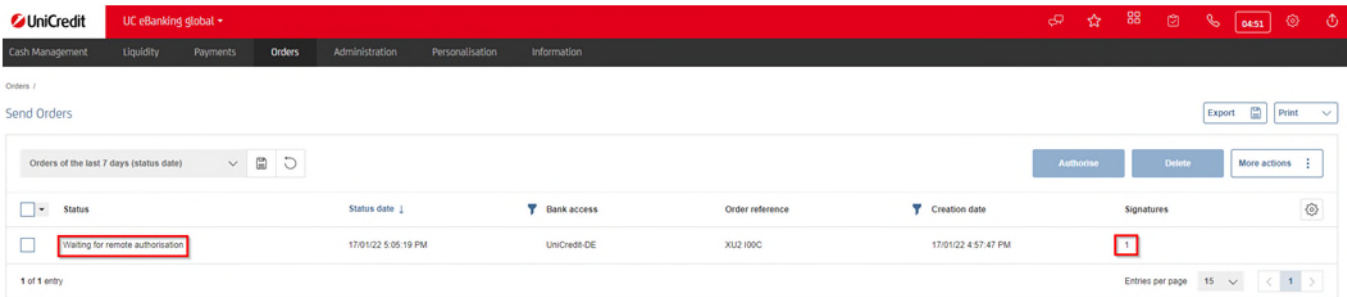 UniCredit UC eBanking global 04:51
Cash Management Liquidity Payments Orders Administration Personalisation Information
Orders /
Send Orders Export Print
Orders of the last 7 days (status date) Authorise Delete More actions
Status Status date ↓ Bank access Order reference Creation date Signatures
Waiting for remote authorisation 17/01/22 5:05:19 PM UniCredit-DE XU2 I00C 17/01/22 4:57:47 PM 1
1 of 1 entry Entries per page 15 < 1 >